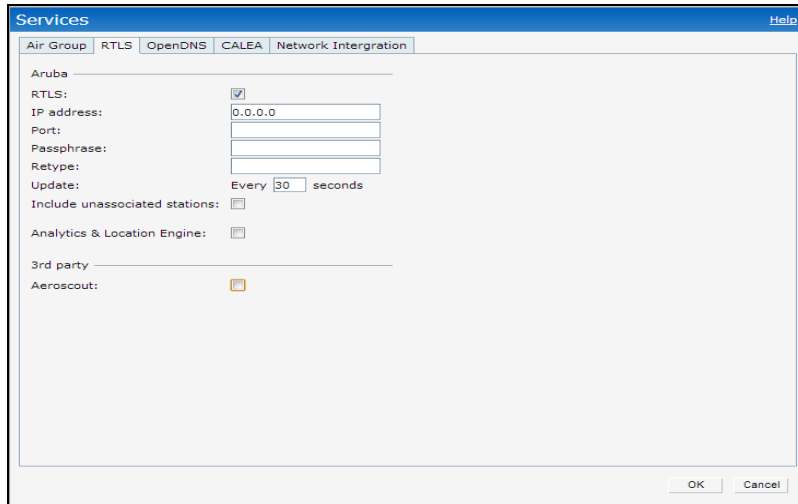 Services Help
Air Group RTLS OpenDNS CALEA Network Intergration
Aruba
RTLS:
IP address: 0.0.0.0
Port:
Passphrase:
Retype:
Update: Every 30 seconds
Include unassociated stations:
Analytics & Location Engine:
3rd party
Aeroscout:
OK Cancel